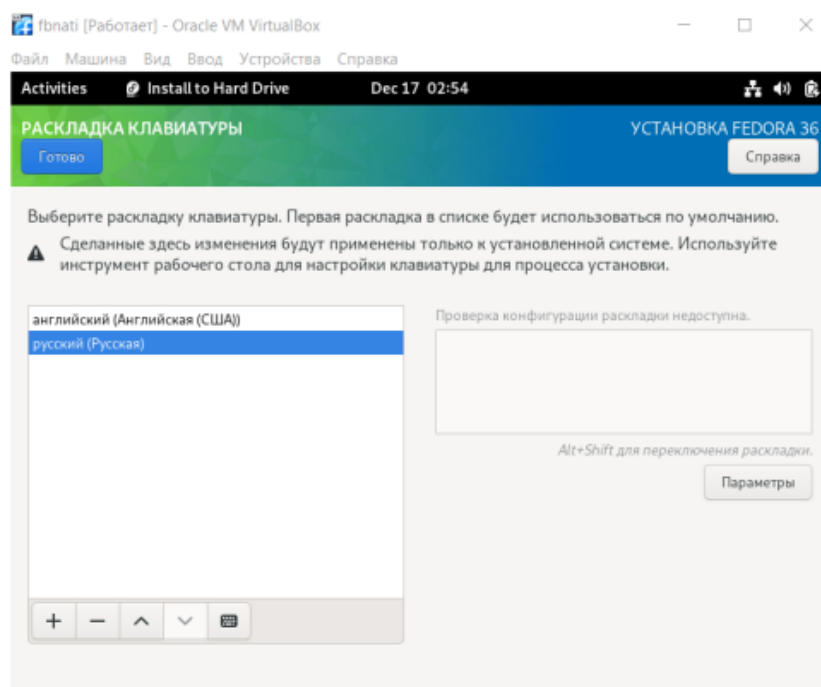 fbnati [Работает] - Oracle VM VirtualBox
Файл Машина Вид Ввод Устройства Справка
Activities Install to Hard Drive Dec 17 02:54
РАСКЛАДКА КЛАВИАТУРЫ УСТАНОВКА FEDORA 36
Готово Справка
Выберите раскладку клавиатуры. Первая раскладка в списке будет использоваться по умолчанию.
Сделанные здесь изменения будут применены только к установленной системе. Используйте
инструмент рабочего стола для настройки клавиатуры для процесса установки.
английский (Английская (США))
русский (Русская)
Проверка конфигурации раскладки недоступна.
Alt+Shift для переключения раскладки.
Параметры